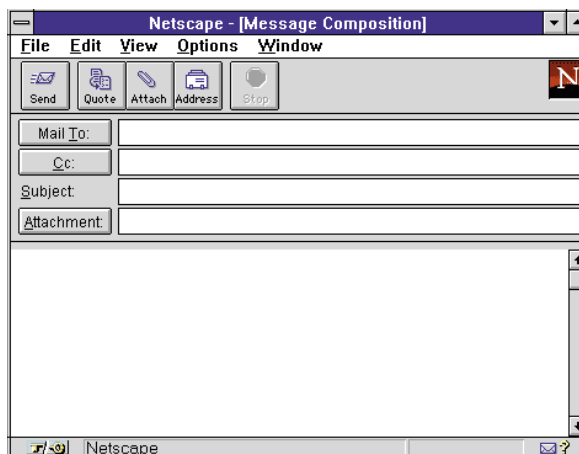 Netscape - [Message Composition]
File Edit View Options Window
N
Send Quote Attach Address Stop
Mail To:
Cc:
Subject:
Attachment:
Netscape
?